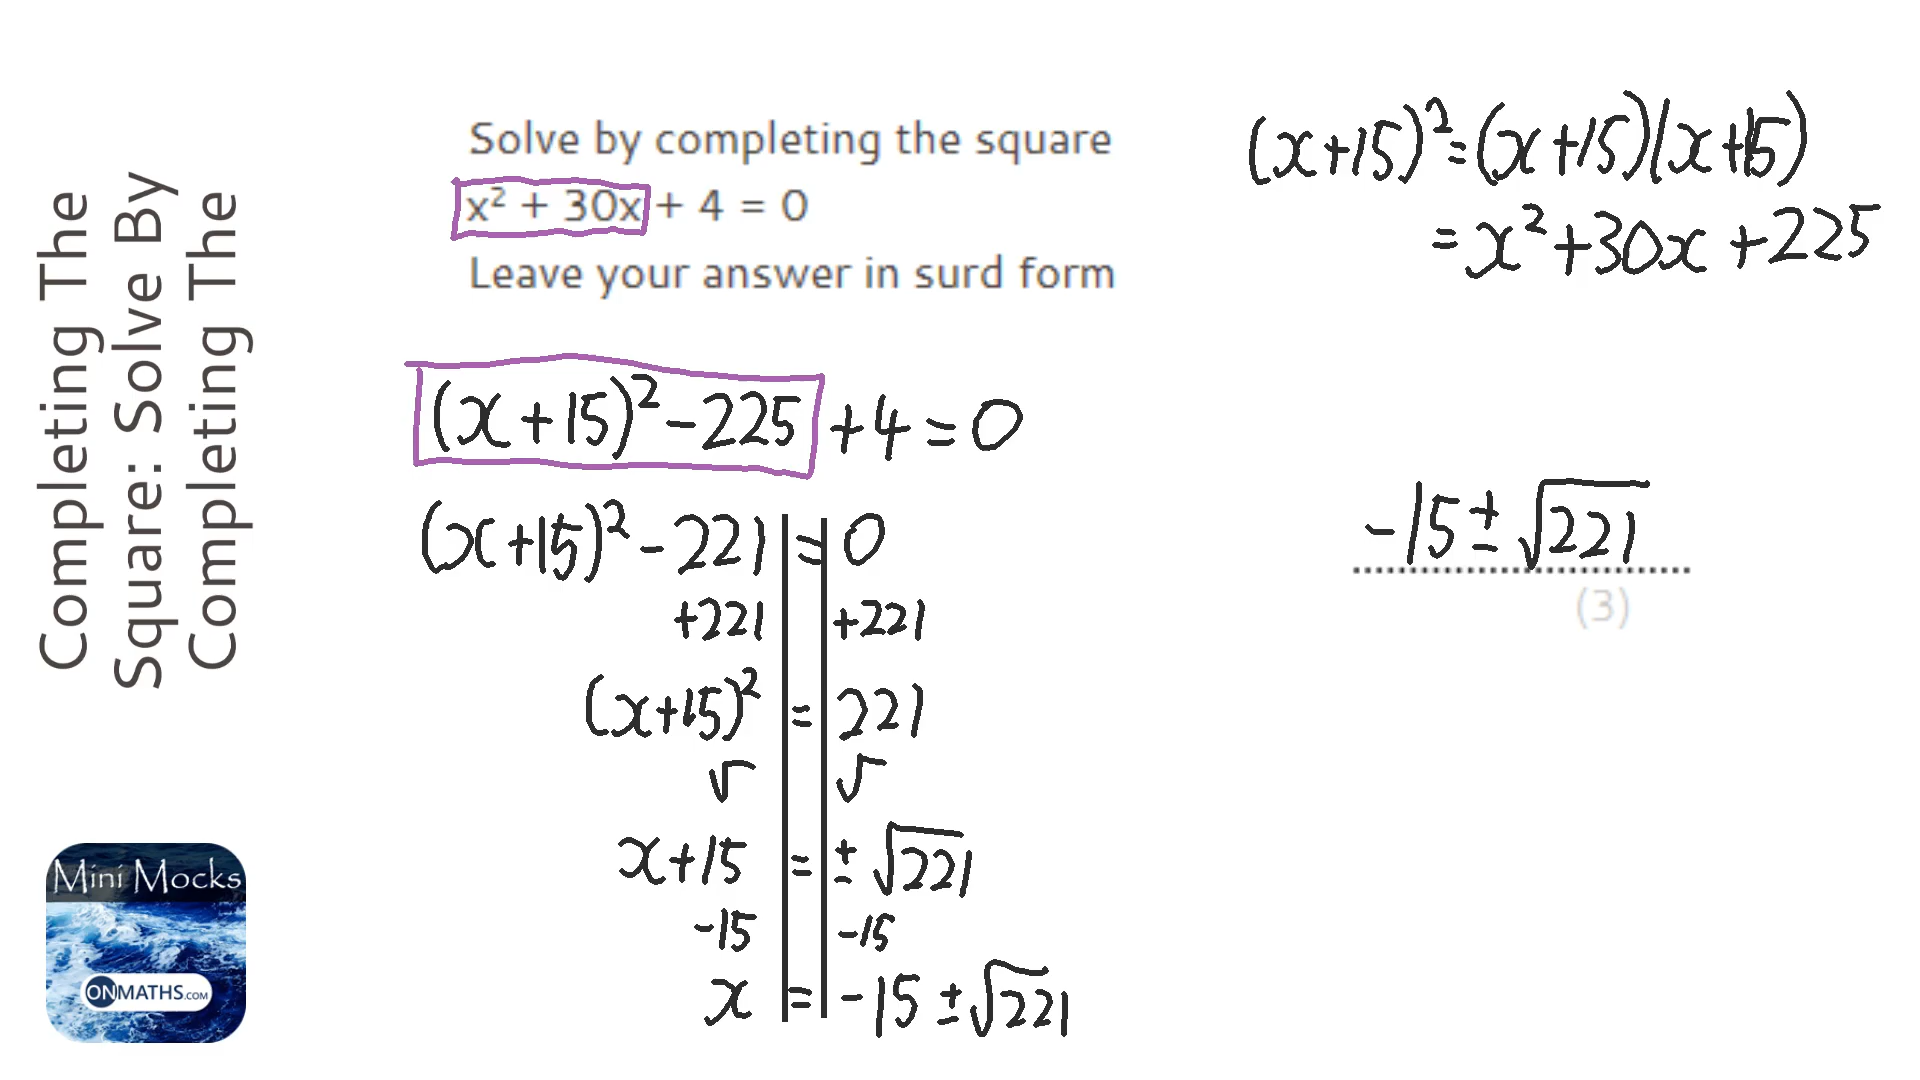 Completing The
Square: Solve By
Completing The
Solve by completing the square
x² + 30x + 4 = 0
Leave your answer in surd form
(x+15)² = (x+15)(x+15)
= x² + 30x + 225
(x+15)² - 225 + 4 = 0
(x+15)² - 221 = 0
+221 +221
(x+15)² = 221
√ √
x+15 = ± √221
-15 -15
x = -15 ± √221
-15 ± √221
(3)
Mini Mocks
ONMATHS.COM